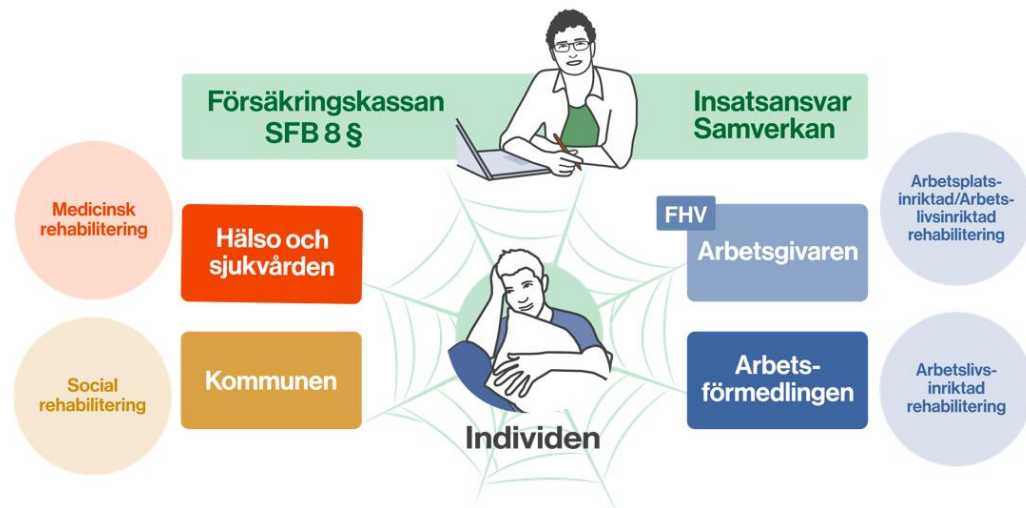 Försäkringskassan
SFB 8 §
Insatsansvar
Samverkan
Medicinsk
rehabilitering
Hälso och
sjukvården
FHV
Arbetsgivaren
Arbetsplats-
inriktad/Arbets-
livsinriktad
rehabilitering
Social
rehabilitering
Kommunen
Individen
Arbets-
förmedlingen
Arbetslivs-
inriktad
rehabilitering